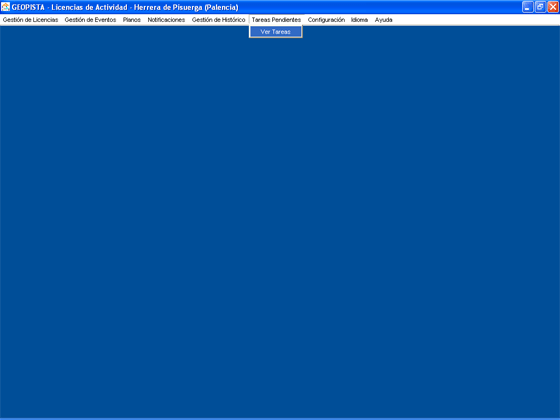 GEOPISTA - Licencias de Actividad - Herrera de Pisuerga (Palencia)
Gestión de Licencias Gestión de Eventos Planos Notificaciones Gestión de Histórico Tareas Pendientes Configuración Idioma Ayuda
Ver Tareas